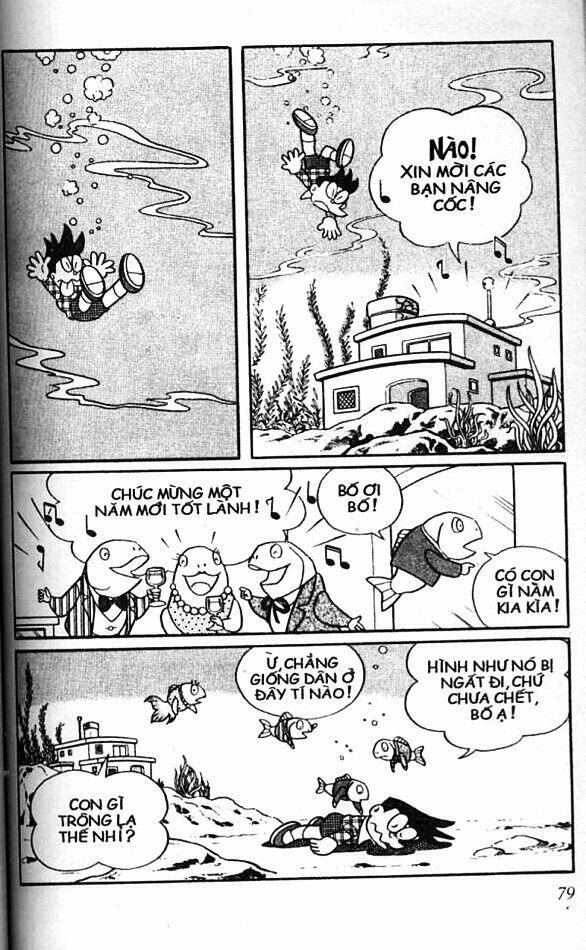 NÀO!
XIN MỜI CÁC
BẠN NÂNG
CỐC!
CHÚC MỪNG MỘT
NĂM MỚI TỐT LÀNH!
BỐ ƠI
BỐ!
CÓ CON
GÌ NẰM
KIA KÌA!
Ừ, CHẲNG
GIỐNG DÂN Ở
ĐÂY TÍ NÀO!
HÌNH NHƯ NÓ BỊ
NGẤT ĐI, CHỨ
CHƯA CHẾT,
BỐ Ạ!
CON GÌ
TRÔNG LẠ
THẾ NHỈ?
79